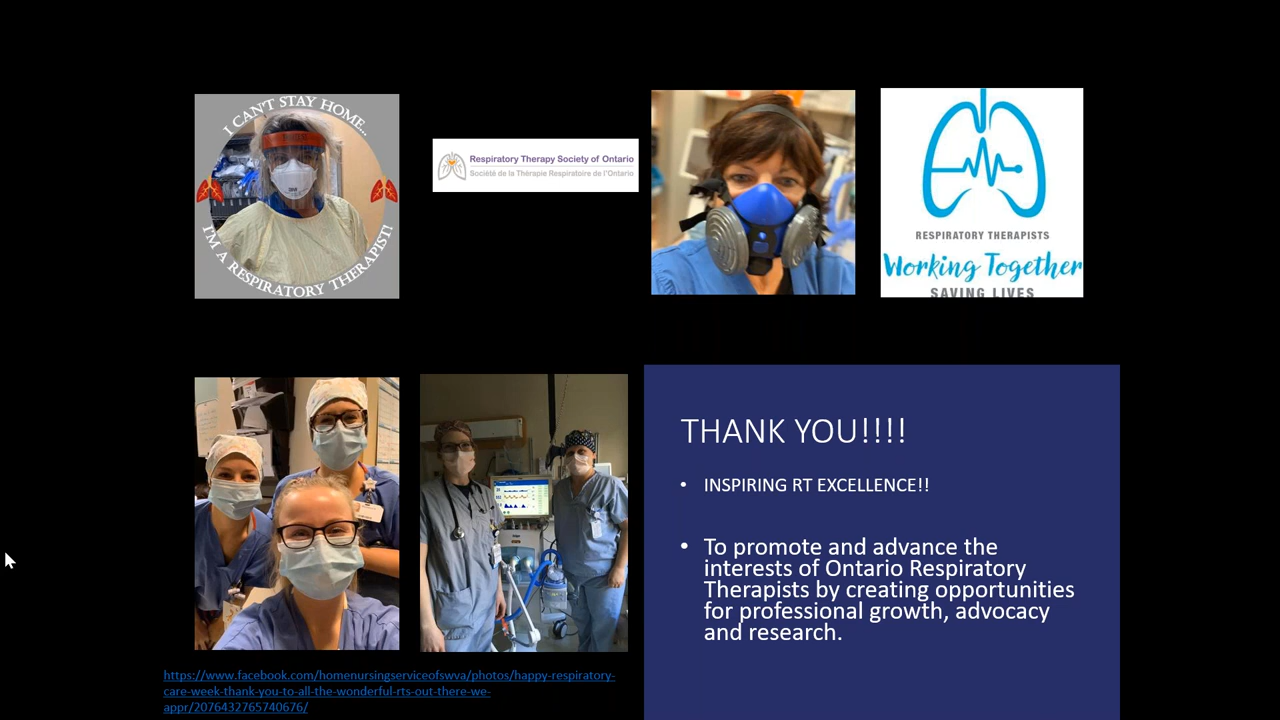 I CAN'T STAY HOME...
I'M A RESPIRATORY THERAPIST!
Respiratory Therapy Society of Ontario
Société de la Thérapie Respiratoire de l'Ontario
RESPIRATORY THERAPISTS
Working Together
SAVING LIVES
THANK YOU!!!!
• INSPIRING RT EXCELLENCE!!
• To promote and advance the
interests of Ontario Respiratory
Therapists by creating opportunities
for professional growth, advocacy
and research.
https://www.facebook.com/homenursingserviceofswva/photos/happy-respiratory-
care-week-thank-you-to-all-the-wonderful-rts-out-there-we-
appr/2076432765740676/